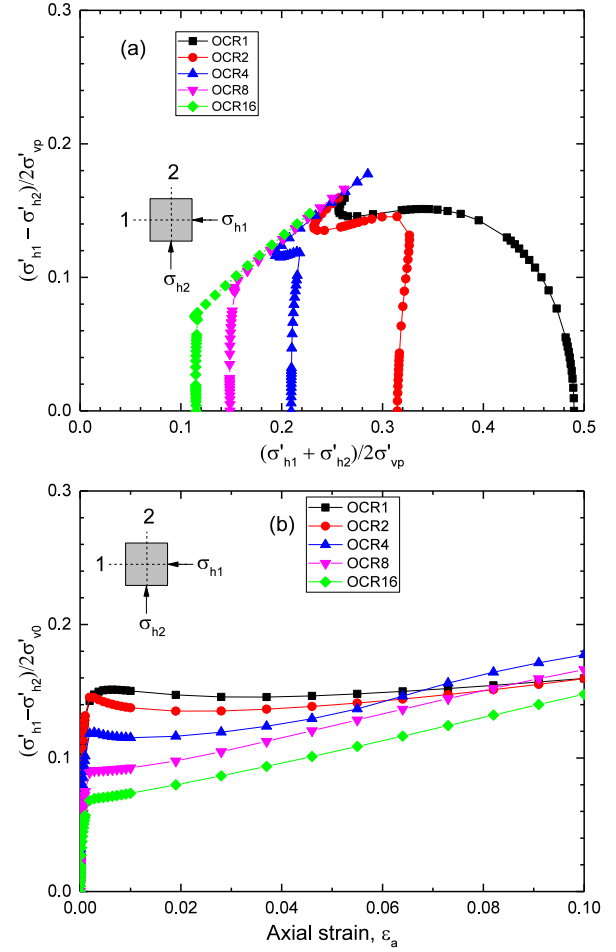 (a)
OCR1
OCR2
OCR4
OCR8
OCR16
2
1
σh1
σh2
0.3
0.2
0.1
0.0
0.0 0.1 0.2 0.3 0.4 0.5
(σ'h1 − σ'h2)/2σ'vp
(σ'h1 + σ'h2)/2σ'vp
(b)
OCR1
OCR2
OCR4
OCR8
OCR16
2
1
σh1
σh2
0.3
0.2
0.1
0.0
0.00 0.02 0.04 0.06 0.08 0.10
(σ'h1−σ'h2)/2σ'v0
Axial strain, εa